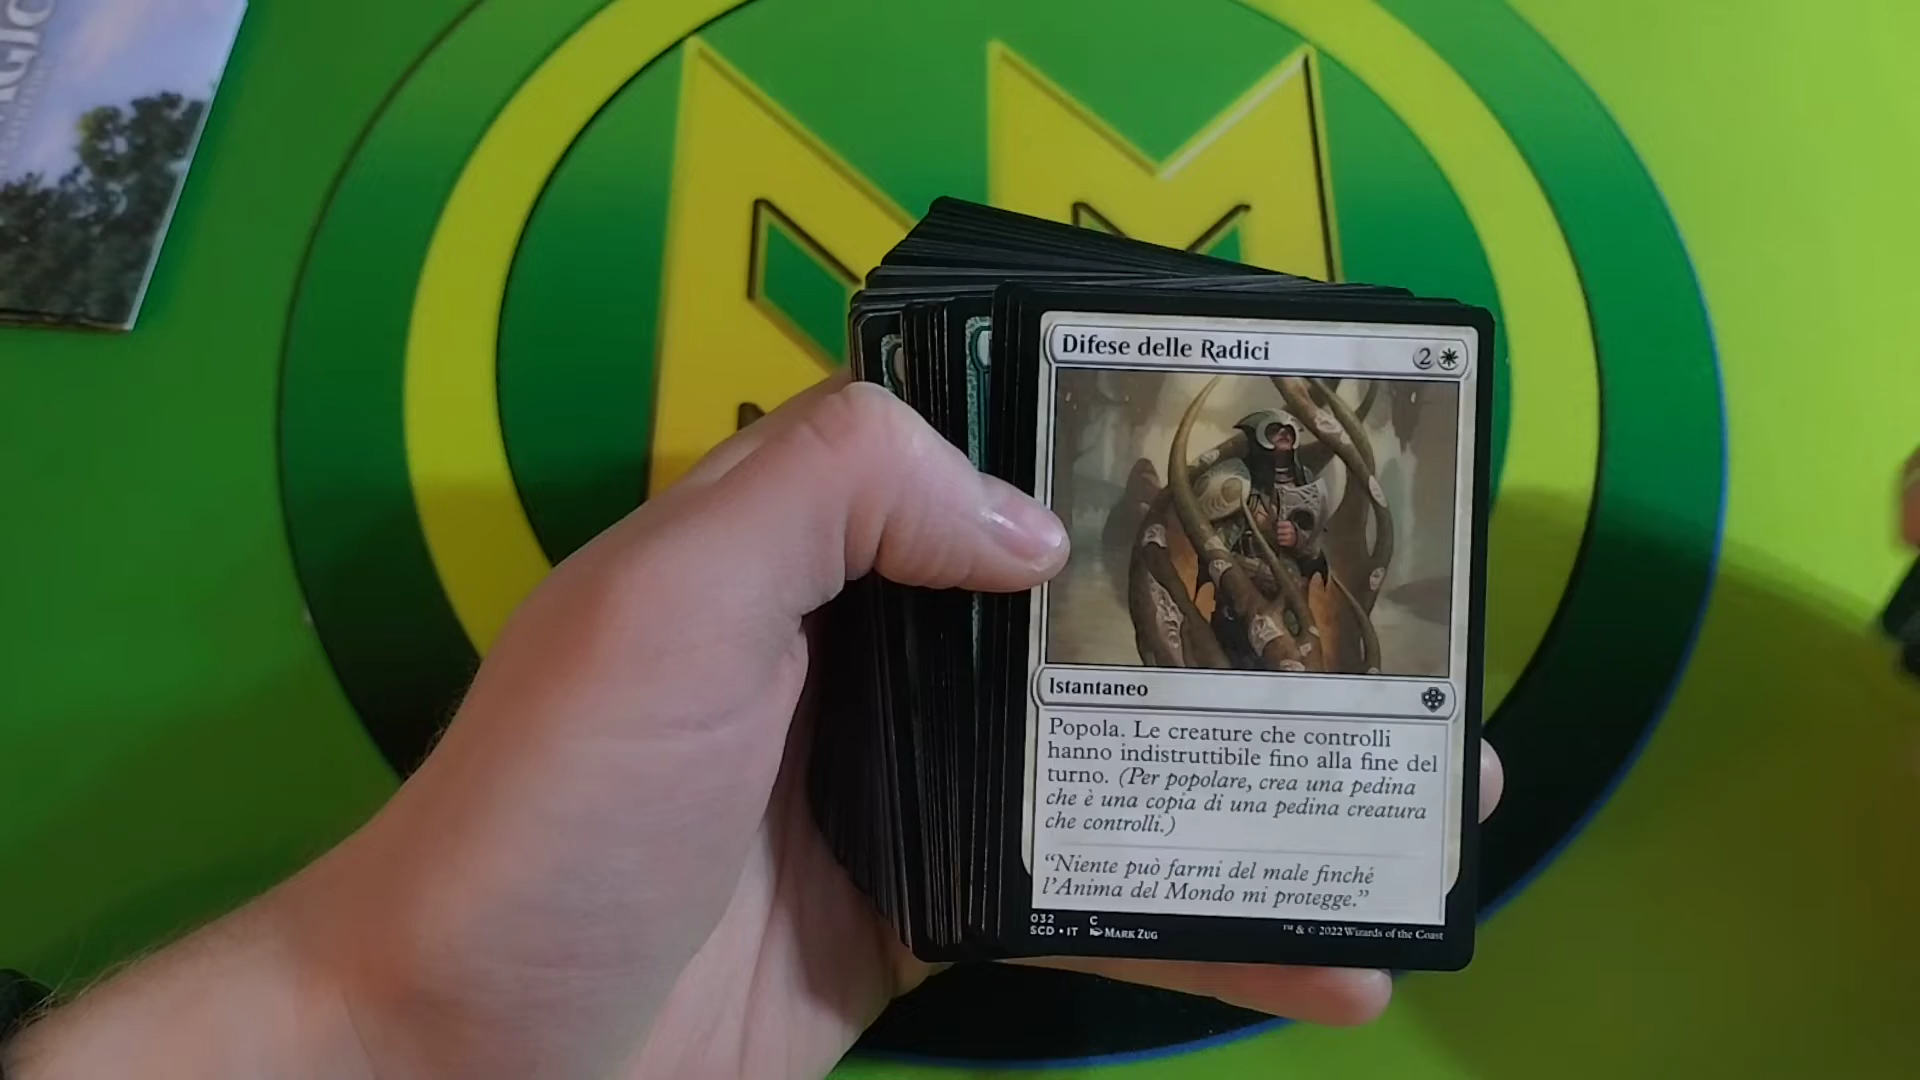 Difese delle Radici 2
Istantaneo
Popola. Le creature che controlli
hanno indistruttibile fino alla fine del
turno. (Per popolare, crea una pedina
che è una copia di una pedina creatura
che controlli.)
“Niente può farmi del male finché
l’Anima del Mondo mi protegge.”
032 C
SCD • IT MARK ZUG
™ & © 2022 Wizards of the Coast